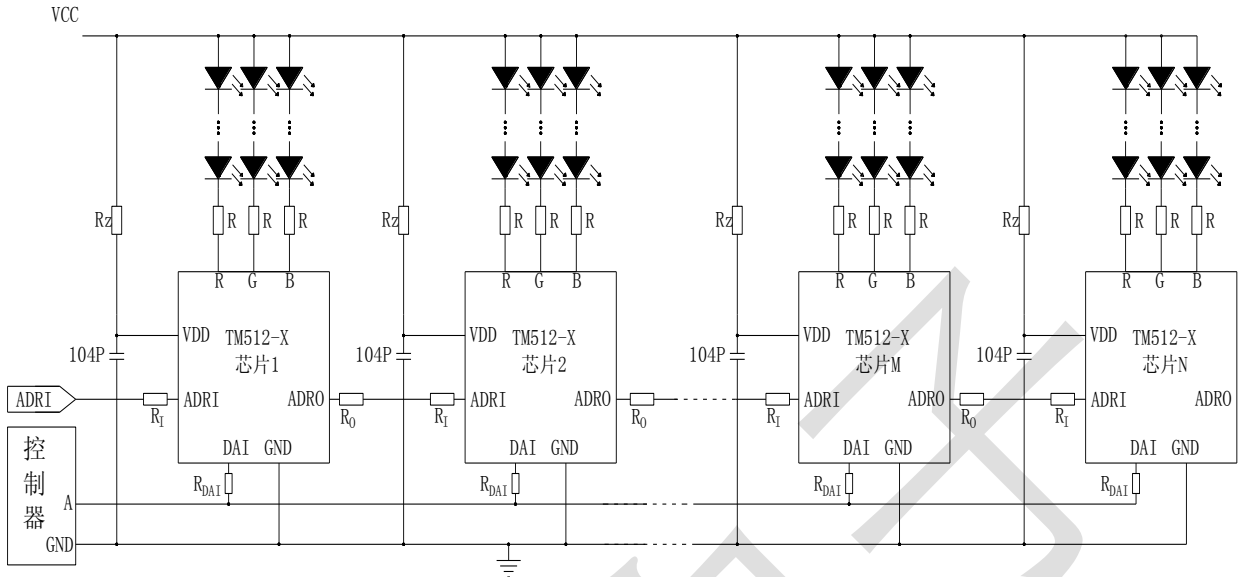 VCC
Rz R R R Rz R R R Rz R R R Rz R R R
R G B R G B R G B R G B
VDD TM512-X VDD TM512-X VDD TM512-X VDD TM512-X
104P 芯片1 104P 芯片2 104P 芯片M 104P 芯片N
ADRI ADRI ADRO ADRI ADRO ADRI ADRO ADRI ADRO
RI RO RI RO RI RO RI
DAI GND DAI GND DAI GND DAI GND
控
制
器
RDAI RDAI RDAI RDAI
A
GND
子